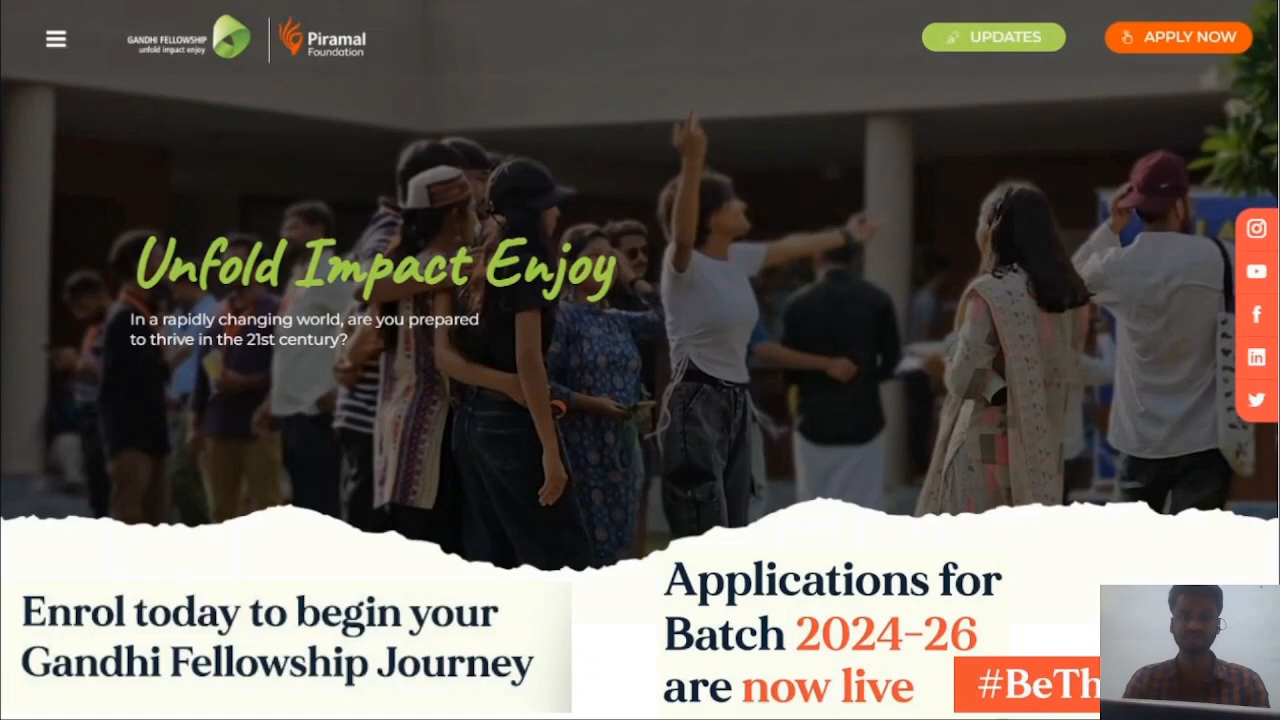 GANDHI FELLOWSHIP
unfold impact enjoy
Piramal
Foundation
UPDATES
APPLY NOW
Unfold Impact Enjoy
In a rapidly changing world, are you prepared
to thrive in the 21st century?
Enrol today to begin your
Gandhi Fellowship Journey
Applications for
Batch 2024-26
are now live
#BeTh